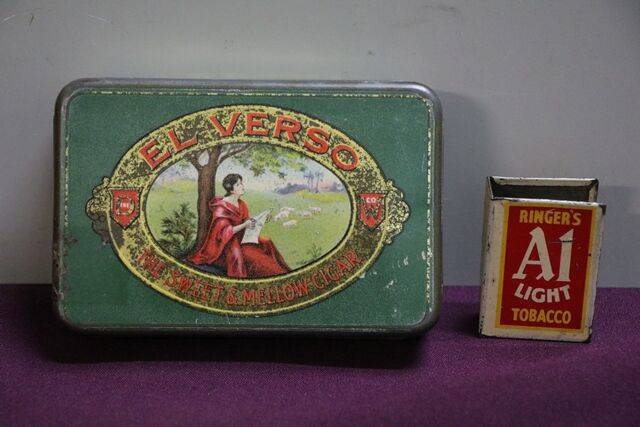 EL VERSO
THE SWEET & MELLOW CIGAR
RINGER'S
A1
LIGHT
TOBACCO